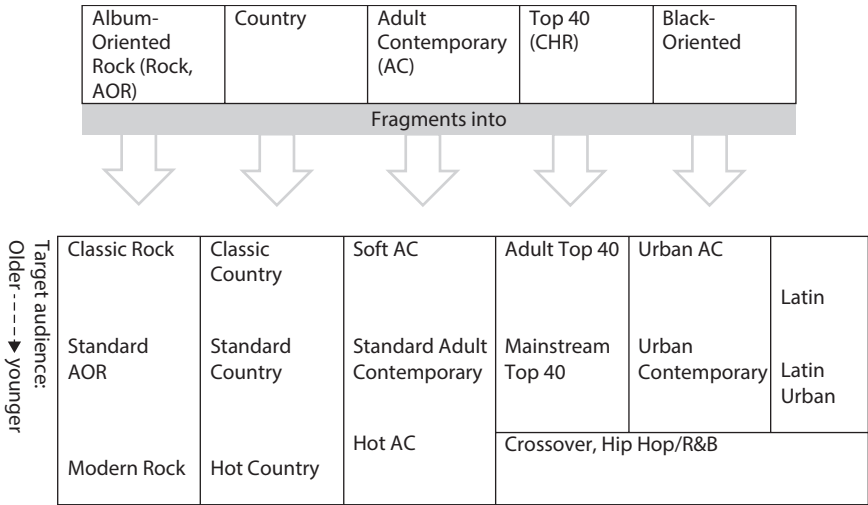 Album-
Oriented
Rock (Rock,
AOR)
Country
Adult
Contemporary
(AC)
Top 40
(CHR)
Black-
Oriented
Fragments into
Target audience:
Older - - - - younger
Classic Rock
Classic
Country
Soft AC
Adult Top 40
Urban AC
Latin
Standard
AOR
Standard
Country
Standard Adult
Contemporary
Mainstream
Top 40
Urban
Contemporary
Latin
Urban
Modern Rock
Hot Country
Hot AC
Crossover, Hip Hop/R&B